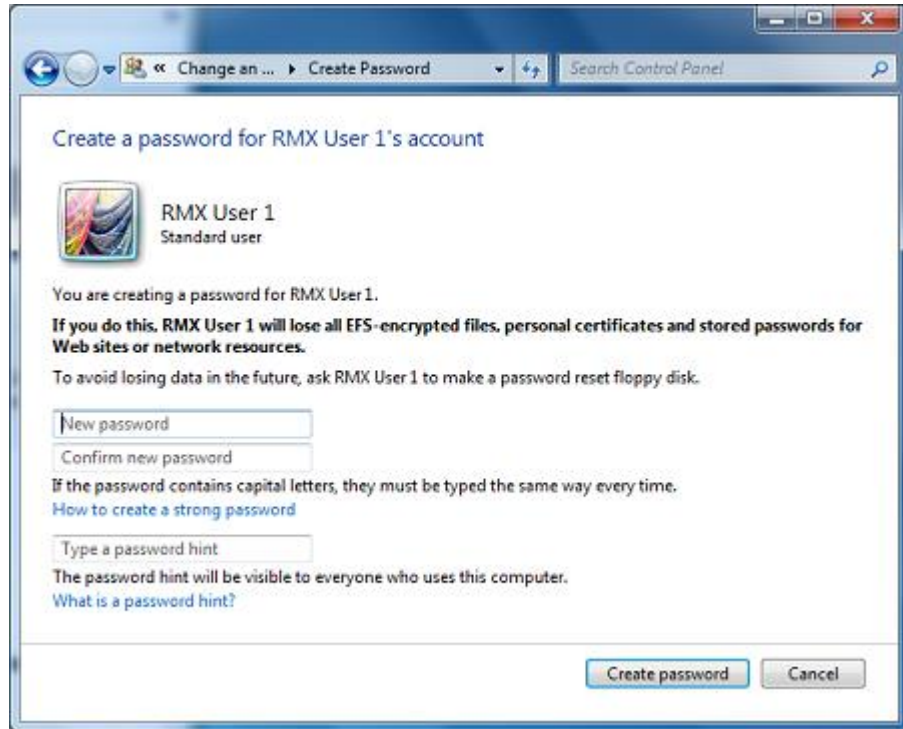 « Change an ... ▸ Create Password
Search Control Panel
Create a password for RMX User 1's account
RMX User 1
Standard user
You are creating a password for RMX User 1.
If you do this, RMX User 1 will lose all EFS-encrypted files, personal certificates and stored passwords for
Web sites or network resources.
To avoid losing data in the future, ask RMX User 1 to make a password reset floppy disk.
New password
Confirm new password
If the password contains capital letters, they must be typed the same way every time.
How to create a strong password
Type a password hint
The password hint will be visible to everyone who uses this computer.
What is a password hint?
Create password
Cancel